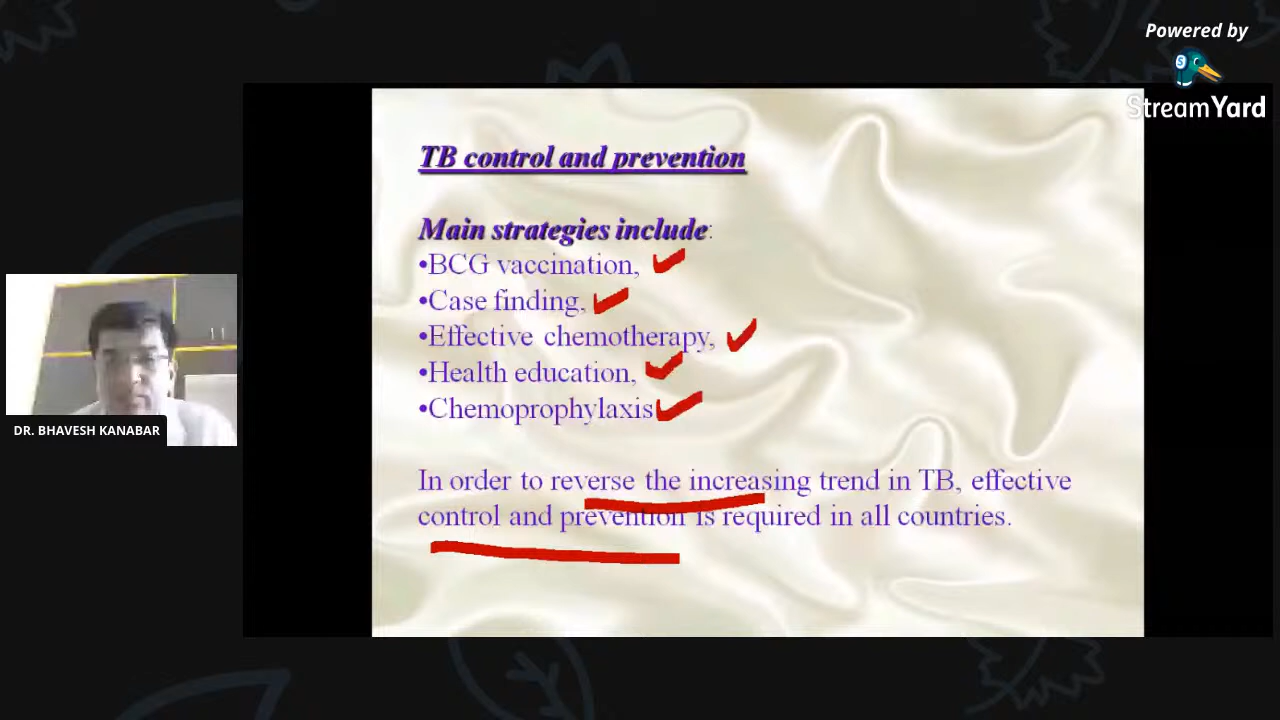 Powered by
StreamYard
TB control and prevention
Main strategies include:
•BCG vaccination,
•Case finding,
•Effective chemotherapy,
•Health education,
•Chemoprophylaxis
In order to reverse the increasing trend in TB, effective
control and prevention is required in all countries.
DR. BHAVESH KANABAR